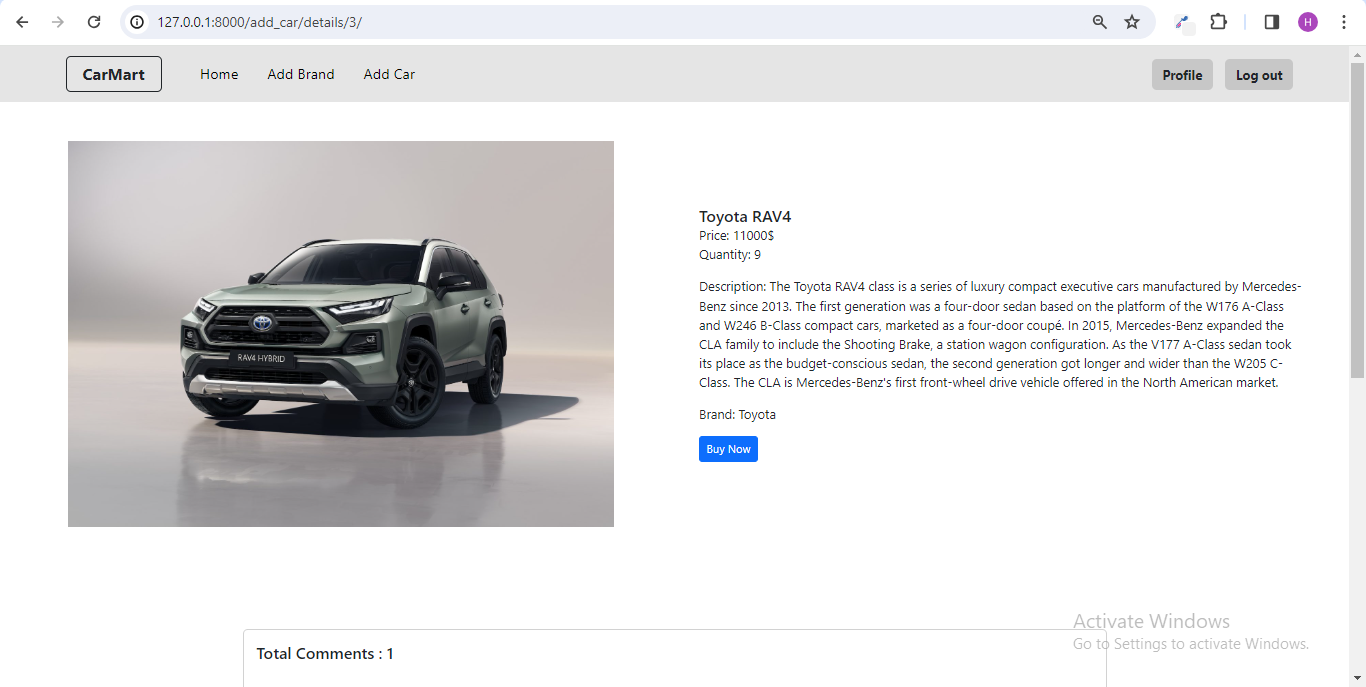 127.0.0.1:8000/add_car/details/3/
H
CarMart Home Add Brand Add Car Profile Log out
RAV4 HYBRID
Toyota RAV4
Price: 11000$
Quantity: 9
Description: The Toyota RAV4 class is a series of luxury compact executive cars manufactured by Mercedes-
Benz since 2013. The first generation was a four-door sedan based on the platform of the W176 A-Class
and W246 B-Class compact cars, marketed as a four-door coupé. In 2015, Mercedes-Benz expanded the
CLA family to include the Shooting Brake, a station wagon configuration. As the V177 A-Class sedan took
its place as the budget-conscious sedan, the second generation got longer and wider than the W205 C-
Class. The CLA is Mercedes-Benz's first front-wheel drive vehicle offered in the North American market.
Brand: Toyota
Buy Now
Activate Windows
Go to Settings to activate Windows.
Total Comments : 1